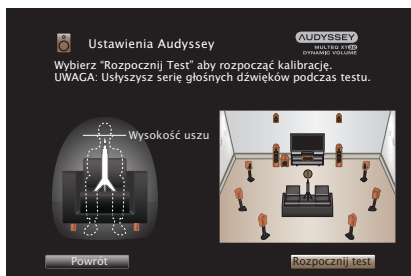 Ustawienia Audyssey
AUDYSSEY
MULTEQ XT32
DYNAMIC VOLUME
Wybierz "Rozpocznij Test” aby rozpocząć kalibrację.
UWAGA: Usłyszysz serię głośnych dźwięków podczas testu.
Wysokość uszu
Powrót
Rozpocznij test